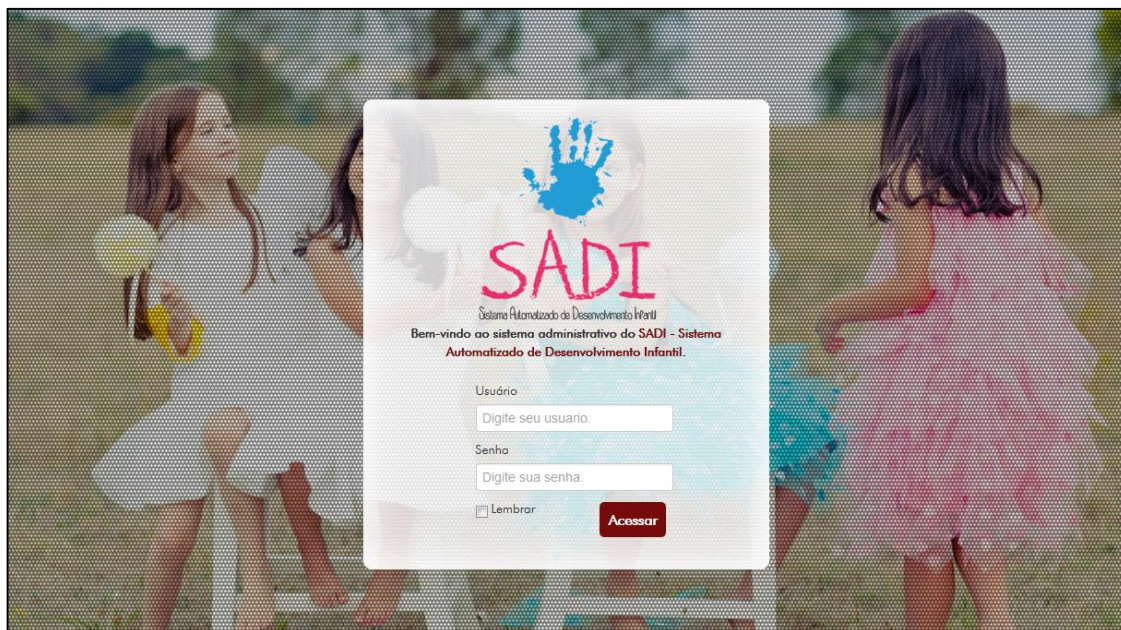 SADI
Sistema Automatizado de Desenvolvimento Infantil
Bem-vindo ao sistema administrativo do SADI - Sistema
Automatizado de Desenvolvimento Infantil.
Usuário
Digite seu usuario.
Senha
Digite sua senha.
Lembrar
Acessar